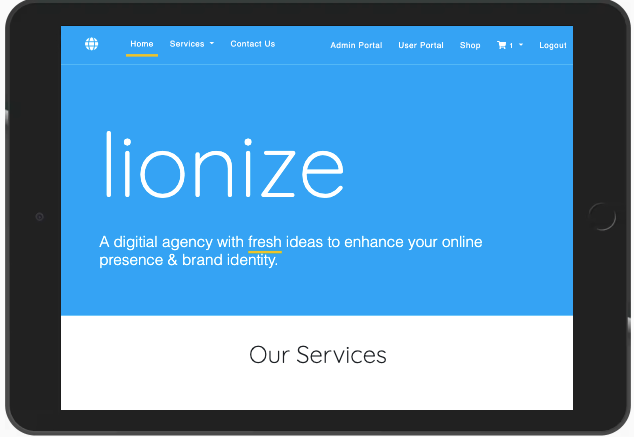 Home Services Contact Us Admin Portal User Portal Shop 1 Logout
lionize
A digitial agency with fresh ideas to enhance your online
presence & brand identity.
Our Services